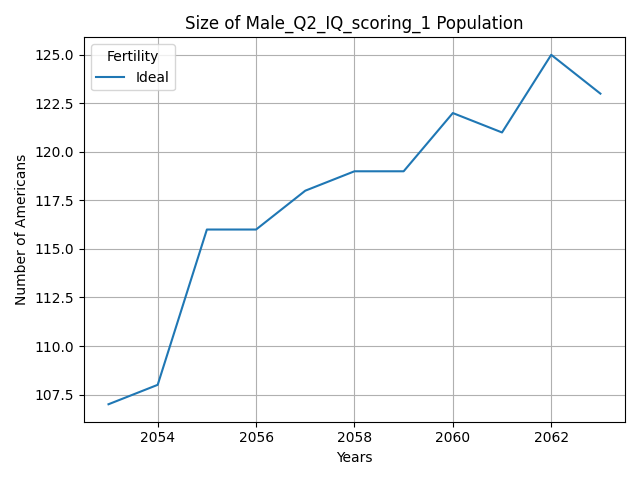 Size of Male_Q2_IQ_scoring_1 Population
Fertility
Ideal
Number of Americans
125.0
122.5
120.0
117.5
115.0
112.5
110.0
107.5
2054 2056 2058 2060 2062
Years